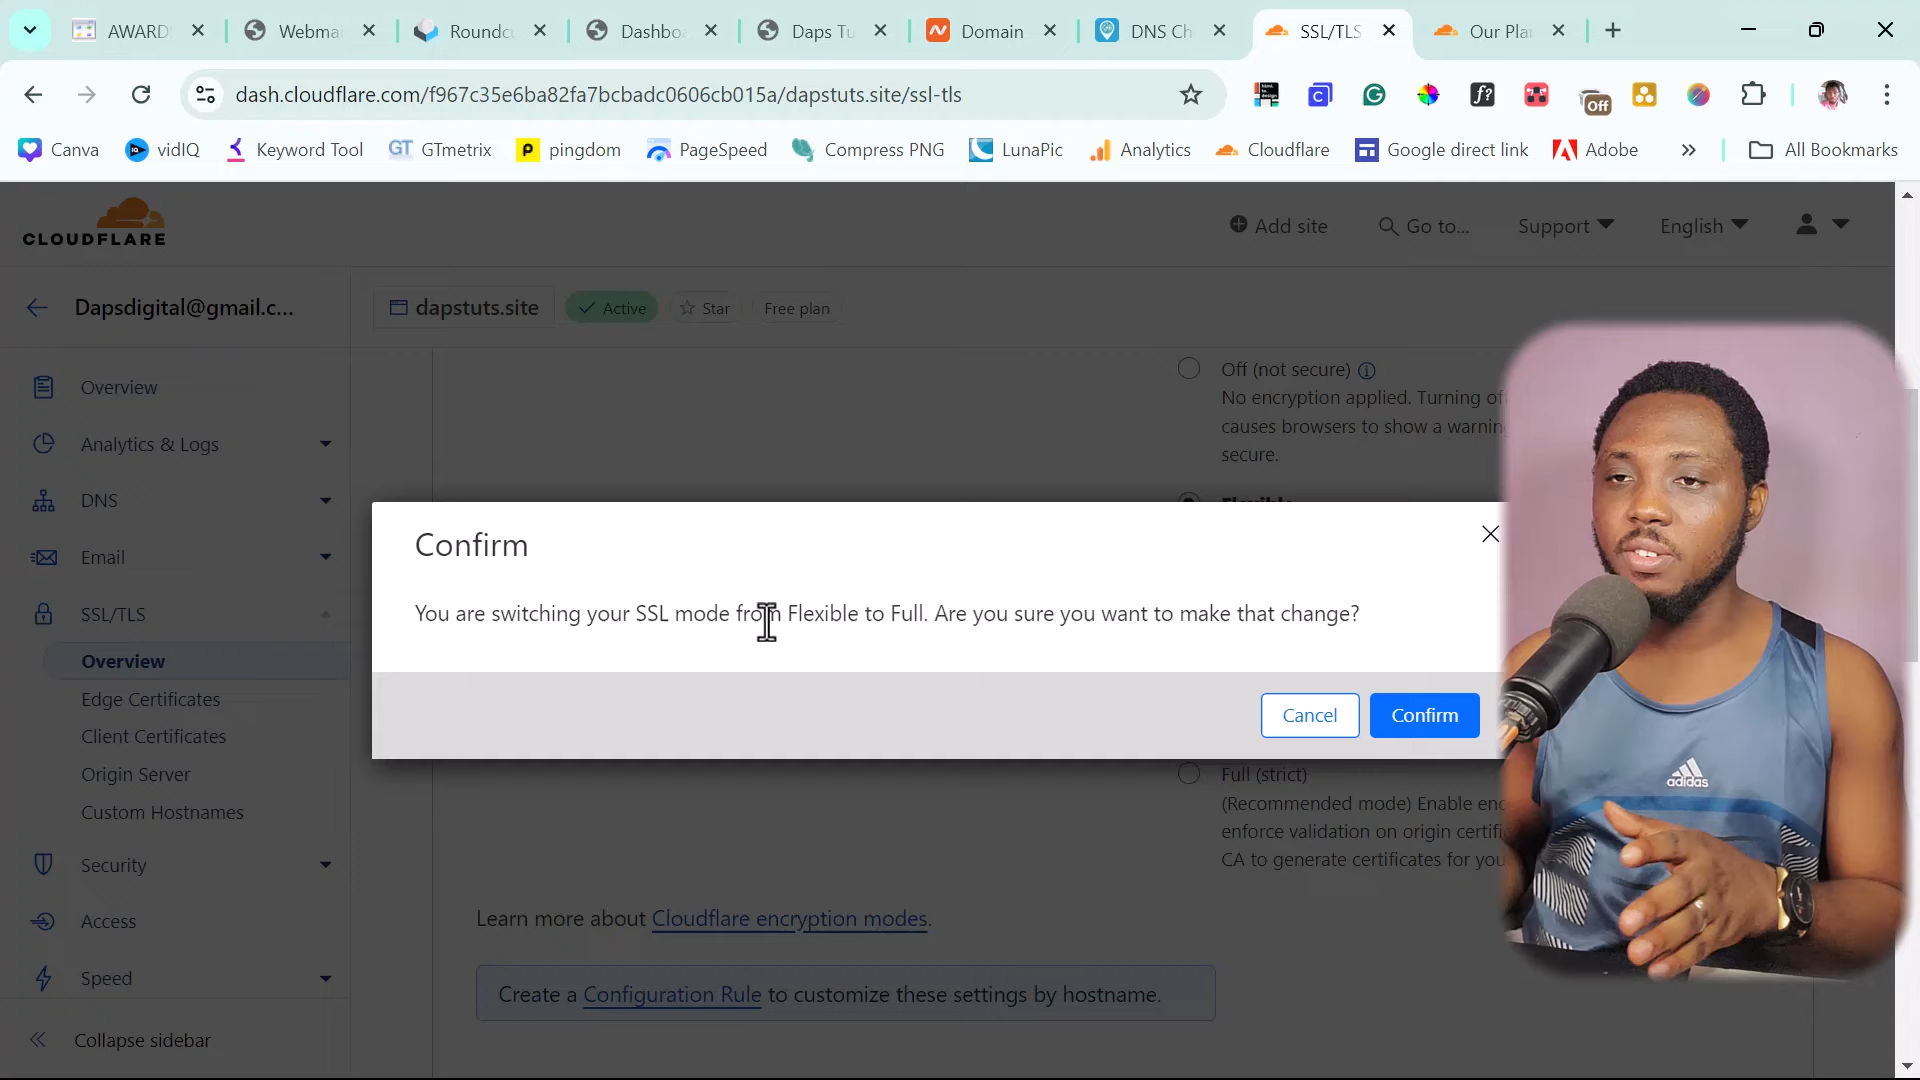 AWARD
Webma
Roundcu
Dashbo
Daps Tu
Domain
DNS Ch
SSL/TLS
Our Plan
dash.cloudflare.com/f967c35e6ba82fa7bcbadc0606cb015a/dapstuts.site/ssl-tls
f?
Off
Canva
vidIQ
Keyword Tool
GT GTmetrix
p pingdom
PageSpeed
Compress PNG
LunaPic
Analytics
Cloudflare
Google direct link
Adobe
All Bookmarks
CLOUDFLARE
Add site
Go to...
Support
English
Dapsdigital@gmail.c...
dapstuts.site
Active
Star
Free plan
Overview
Analytics & Logs
DNS
Email
SSL/TLS
Overview
Edge Certificates
Client Certificates
Origin Server
Custom Hostnames
Security
Access
Speed
Collapse sidebar
Off (not secure)
No encryption applied. Turning of
causes browsers to show a warnin
secure.
Flexible
Confirm
You are switching your SSL mode from Flexible to Full. Are you sure you want to make that change?
Cancel
Confirm
Full (strict)
(Recommended mode) Enable enc
enforce validation on origin certifi
CA to generate certificates for you
Learn more about Cloudflare encryption modes.
Create a Configuration Rule to customize these settings by hostname.
adidas